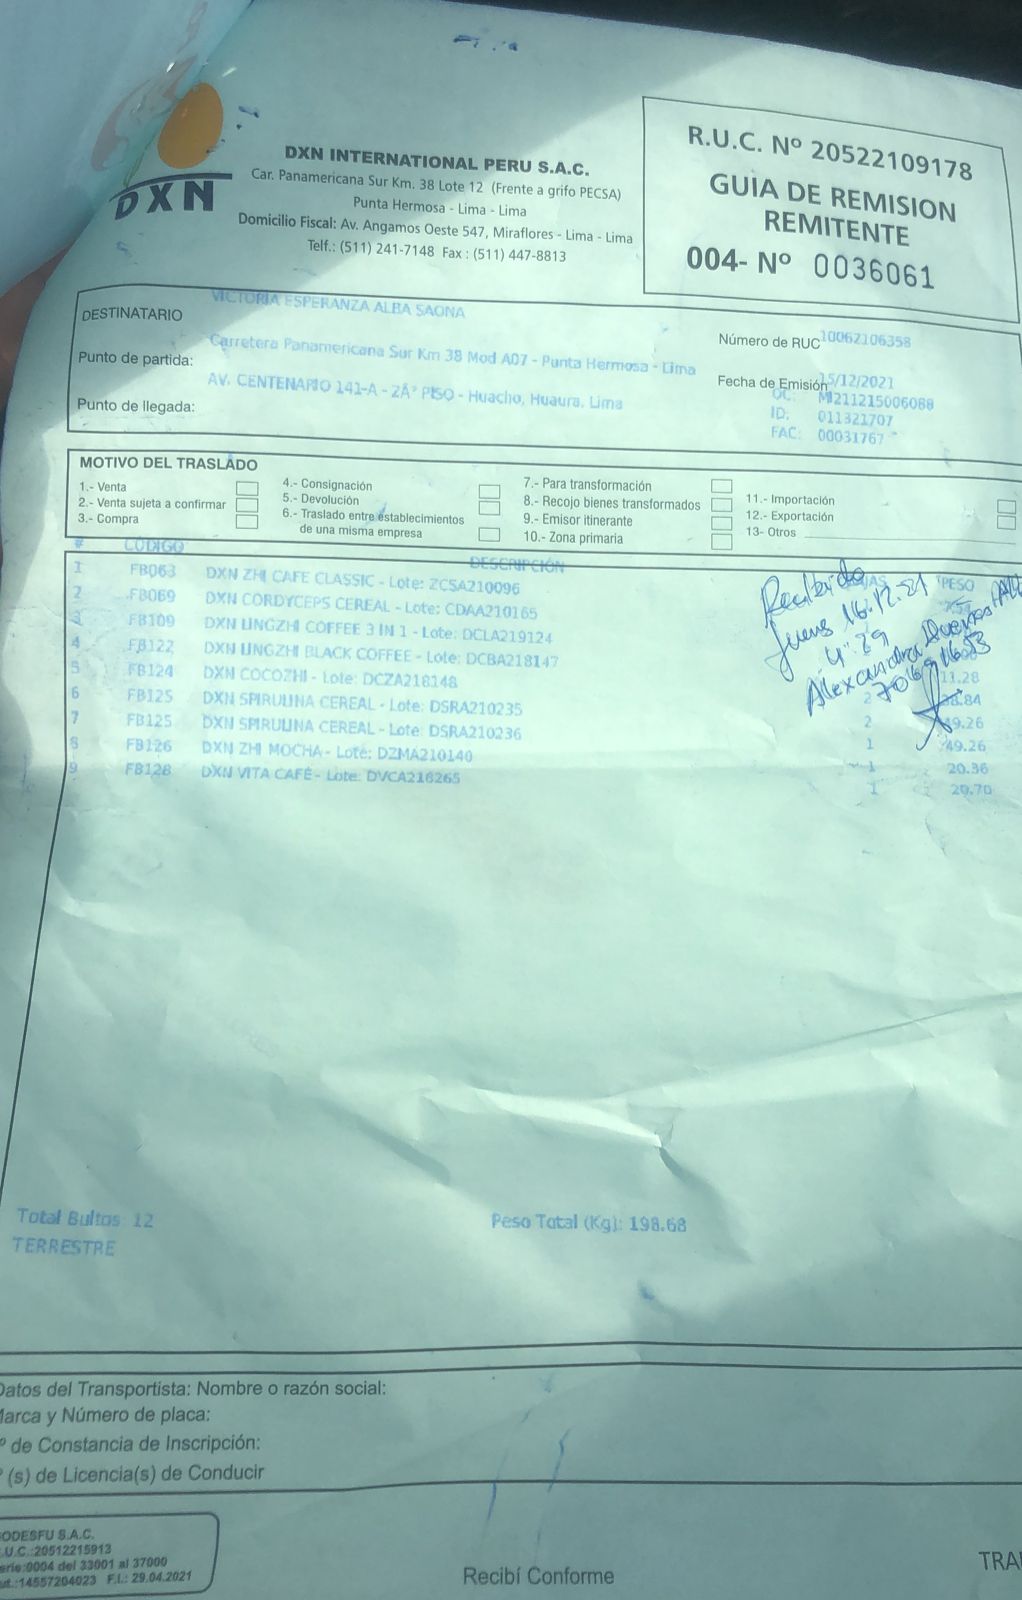 DXN
DXN INTERNATIONAL PERU S.A.C.
Car. Panamericana Sur Km. 38 Lote 12 (Frente a grifo PECSA)
Punta Hermosa - Lima - Lima
Domicilio Fiscal: Av. Angamos Oeste 547, Miraflores - Lima - Lima
Telf.: (511) 241-7148 Fax : (511) 447-8813
R.U.C. Nº 20522109178
GUIA DE REMISION
REMITENTE
004- Nº 0036061
DESTINATARIO VICTORIA ESPERANZA ALBA SAONA
Número de RUC 10062106358
Punto de partida: Carretera Panamericana Sur Km 38 Mod A07 - Punta Hermosa - Lima
Fecha de Emisión 15/12/2021
Punto de llegada: AV. CENTENARIO 141-A - 2Â° PISO - Huacho, Huaura, Lima
OC: MI211215006088
ID: 011321707
FAC: 00031767
MOTIVO DEL TRASLADO
1.- Venta
2.- Venta sujeta a confirmar
3.- Compra
4.- Consignación
5.- Devolución
6.- Traslado entre establecimientos
de una misma empresa
7.- Para transformación
8.- Recojo bienes transformados
9.- Emisor itinerante
10.- Zona primaria
11.- Importación
12.- Exportación
13- Otros
# CODIGO DESCRIPCIÓN PESO
1 FB063 DXN ZHI CAFE CLASSIC - Lote: ZCSA210096
2 FB069 DXN CORDYCEPS CEREAL - Lote: CDAA210165
3 FB109 DXN LINGZHI COFFEE 3 IN 1 - Lote: DCLA219124
4 FB122 DXN LINGZHI BLACK COFFEE - Lote: DCBA218147
5 FB124 DXN COCOZHI - Lote: DCZA218148 11.28
6 FB125 DXN SPIRULINA CEREAL - Lote: DSRA210235 2
7 FB125 DXN SPIRULINA CEREAL - Lote: DSRA210236 2 49.26
8 FB126 DXN ZHI MOCHA - Lote: DZMA210140 1 49.26
9 FB128 DXN VITA CAFÉ - Lote: DVCA218265 1 20.36
1 20.70
Recibido
Jueves 16.12.21
Alexandra
Total Bultos: 12
Peso Total (Kg): 198.68
TERRESTRE
Datos del Transportista: Nombre o razón social:
Marca y Número de placa:
º de Constancia de Inscripción:
(s) de Licencia(s) de Conducir
ODESFU S.A.C.
.U.C.:20512215913
erie:0004 del 33001 al 37000
ut.:14557204023 F.I.: 29.04.2021
Recibí Conforme
TRA